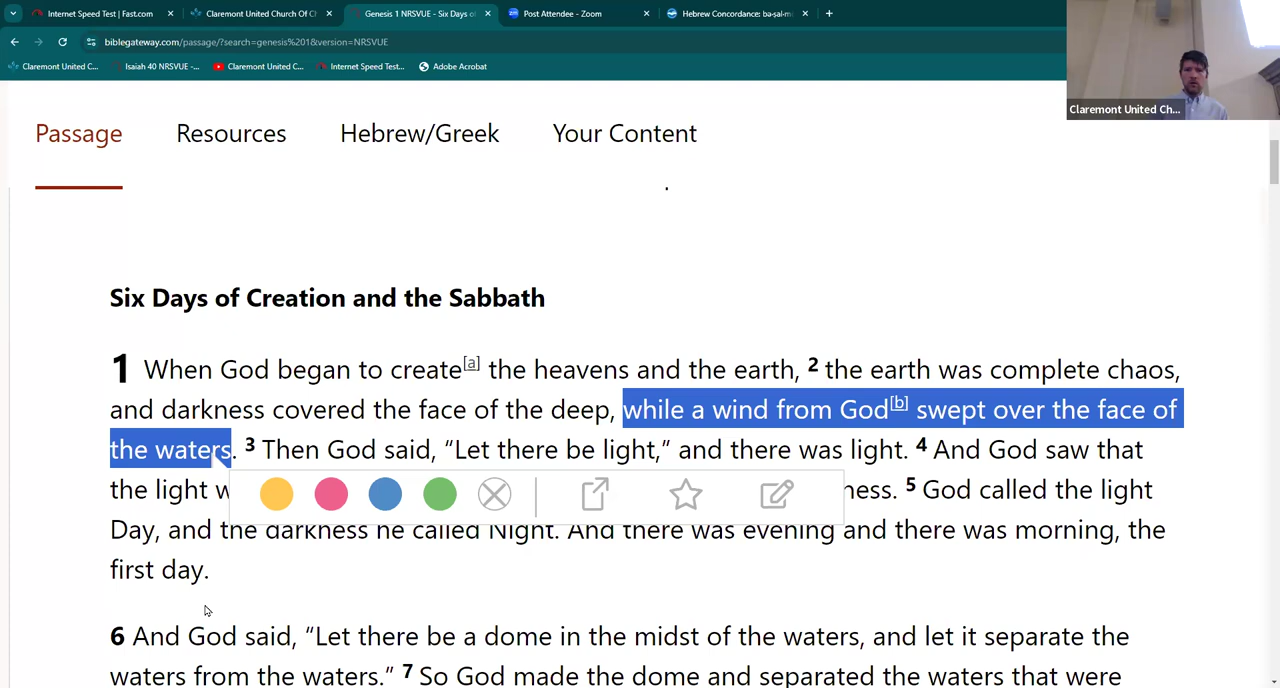 Internet Speed Test | Fast.com
Claremont United Church Of Ch
Genesis 1 NRSVUE - Six Days of
Post Attendee - Zoom
Hebrew Concordance: bə·ṣal·mê
biblegateway.com/passage/?search=genesis%201&version=NRSVUE
Claremont United C...
Isaiah 40 NRSVUE -...
Claremont United C...
Internet Speed Test...
Adobe Acrobat
Claremont United Ch...
Passage
Resources
Hebrew/Greek
Your Content
Six Days of Creation and the Sabbath
1 When God began to create[a] the heavens and the earth, 2 the earth was complete chaos,
and darkness covered the face of the deep, while a wind from God[b] swept over the face of
the waters. 3 Then God said, “Let there be light,” and there was light. 4 And God saw that
the light w ness. 5 God called the light
Day, and the darkness he called Night. And there was evening and there was morning, the
first day.
6 And God said, “Let there be a dome in the midst of the waters, and let it separate the
waters from the waters.” 7 So God made the dome and separated the waters that were